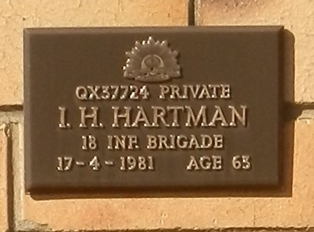 QX37724 PRIVATE
I. H. HARTMAN
18 INF. BRIGADE
17-4-1981 AGE 63